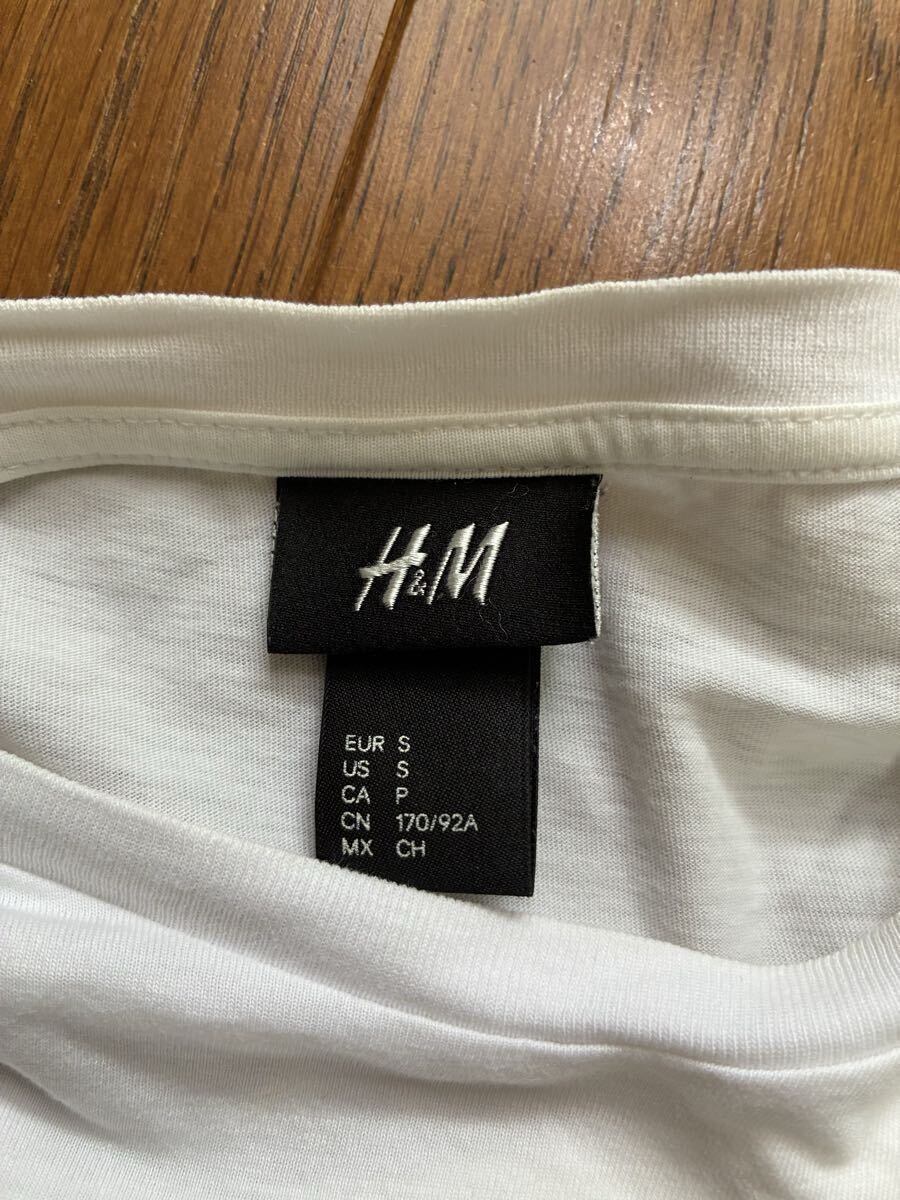 H&M
EUR S
US S
CA P
CN 170/92A
MX CH